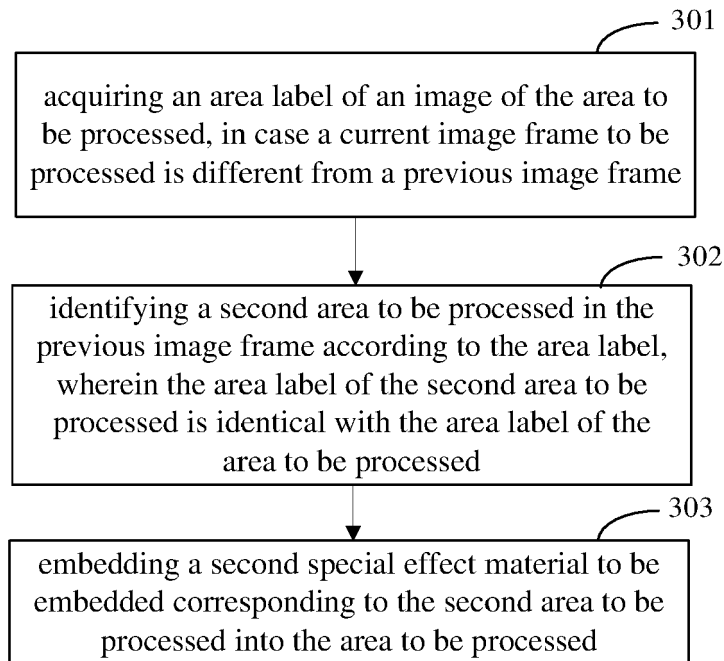 301
acquiring an area label of an image of the area to
be processed, in case a current image frame to be
processed is different from a previous image frame
302
identifying a second area to be processed in the
previous image frame according to the area label,
wherein the area label of the second area to be
processed is identical with the area label of the
area to be processed
303
embedding a second special effect material to be
embedded corresponding to the second area to be
processed into the area to be processed